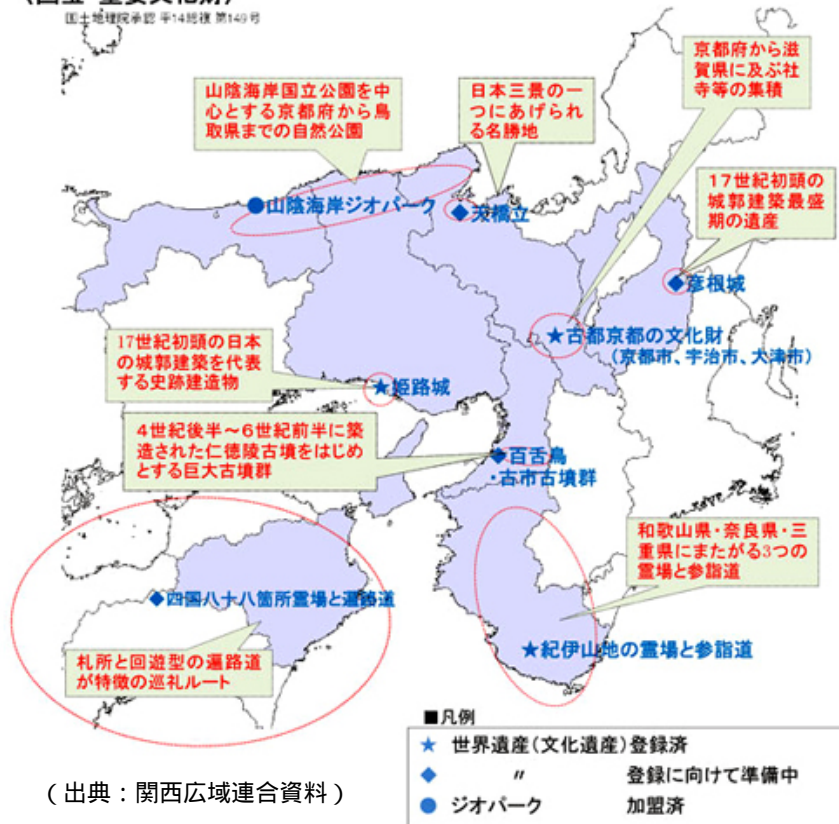 国土地理院承認 平14総複 第149号
山陰海岸国立公園を中
心とする京都府から鳥
取県までの自然公園
日本三景の一
つにあげられ
る名勝地
京都府から滋
賀県に及ぶ社
寺等の集積
17世紀初頭の
城郭建築最盛
期の遺産
山陰海岸ジオパーク
天橋立
彦根城
古都京都の文化財
(京都市、宇治市、大津市)
17世紀初頭の日本
の城郭建築を代表
する史跡建造物
姫路城
4世紀後半~6世紀前半に築
造された仁徳陵古墳をはじめ
とする巨大古墳群
百舌鳥
・古市古墳群
和歌山県・奈良県・三
重県にまたがる3つの
霊場と参詣道
四国八十八箇所霊場と遍路道
札所と回遊型の遍路道
が特徴の巡礼ルート
紀伊山地の霊場と参詣道
■凡例
★ 世界遺産(文化遺産)登録済
◆ 〃 登録に向けて準備中
● ジオパーク 加盟済
(出典:関西広域連合資料)